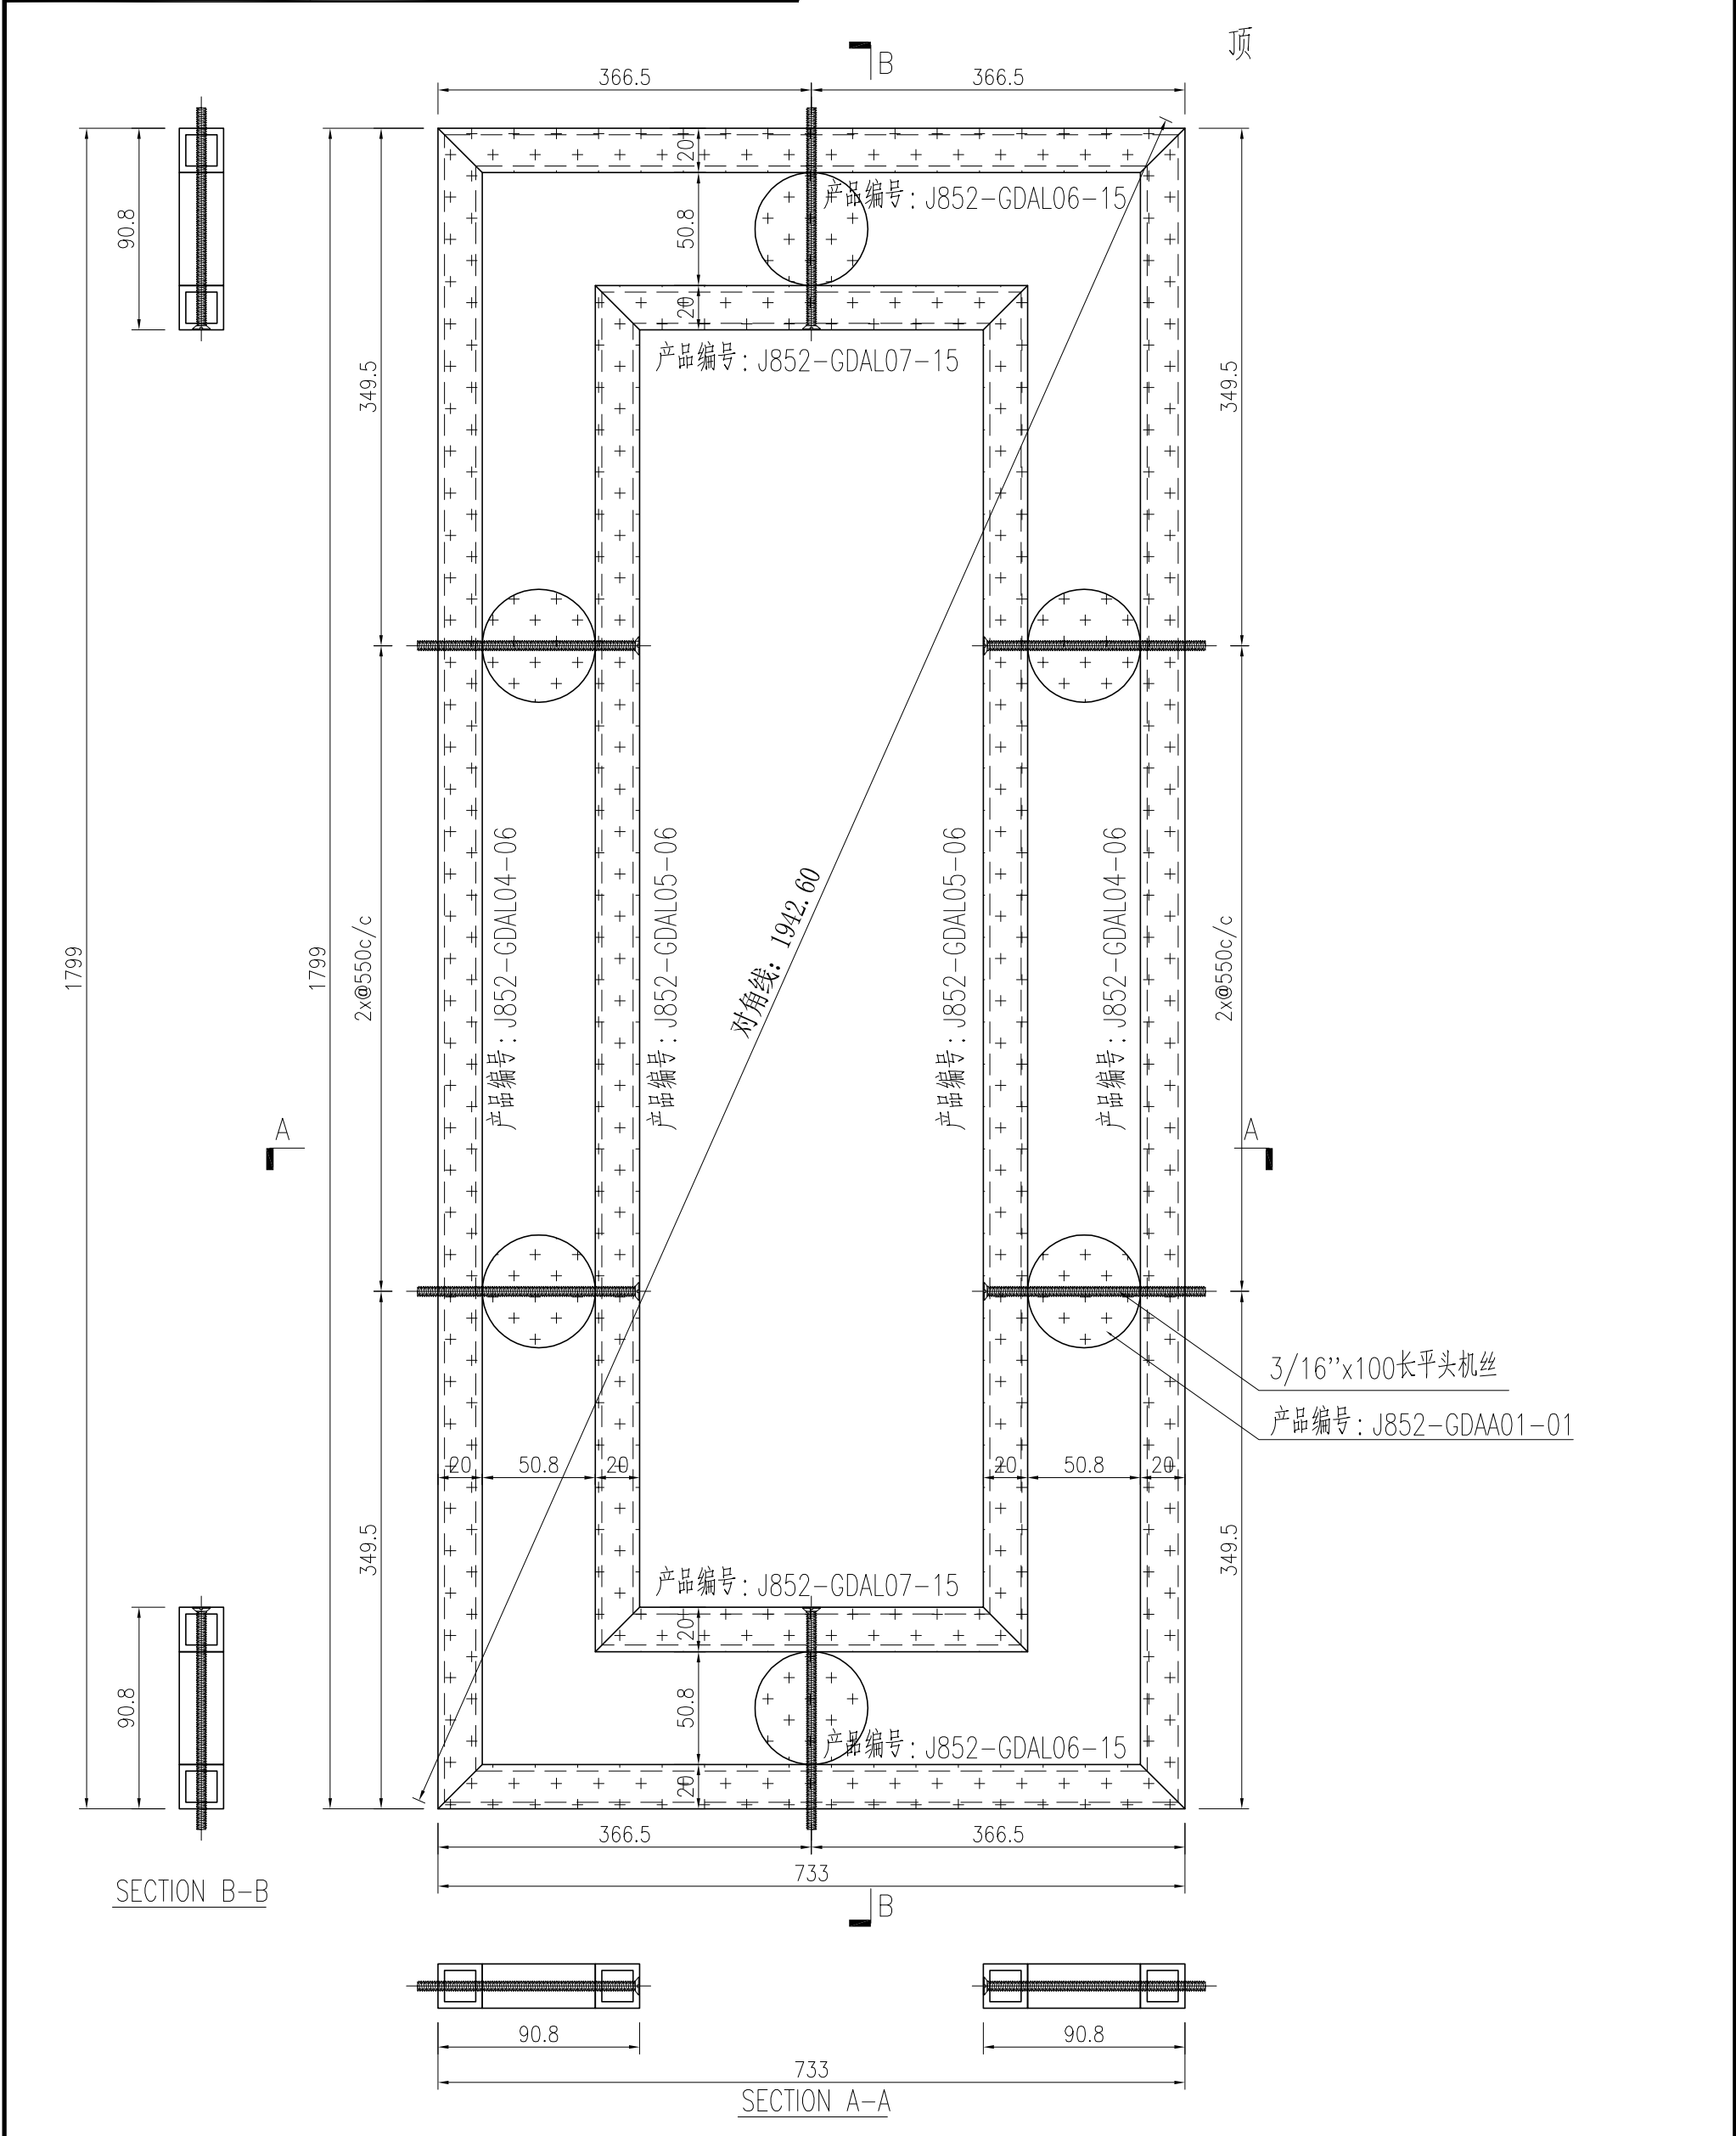 顶
B
366.5
366.5
20
产品编号：J852-GDAL06-15
90.8
50.8
20
产品编号：J852-GDAL07-15
349.5
349.5
产品编号：J852-GDAL04-06
产品编号：J852-GDAL05-06
产品编号：J852-GDAL05-06
产品编号：J852-GDAL04-06
对角线：1942.60
1799
1799
2x@550c/c
2x@550c/c
A
A
3/16’’x100长平头机丝
产品编号：J852-GDAA01-01
20
50.8
20
20
50.8
20
349.5
349.5
产品编号：J852-GDAL07-15
20
90.8
50.8
产品编号：J852-GDAL06-15
20
366.5
366.5
733
SECTION B-B
B
90.8
90.8
733
SECTION A-A